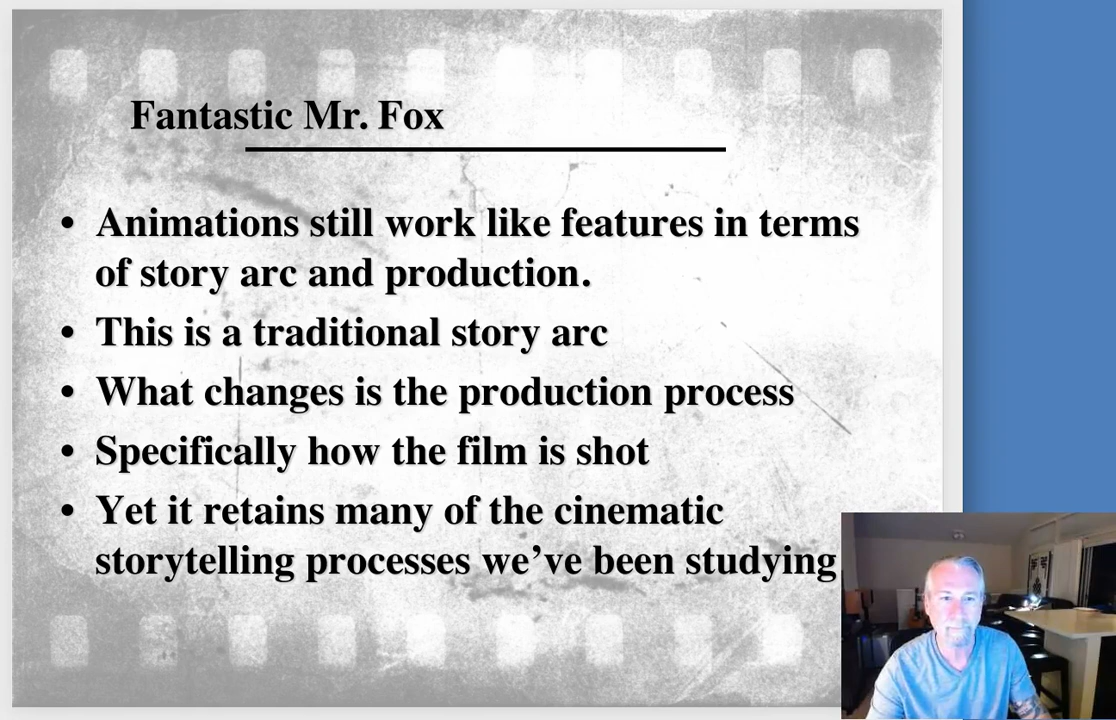 Fantastic Mr. Fox
• Animations still work like features in terms
of story arc and production.
• This is a traditional story arc
• What changes is the production process
• Specifically how the film is shot
• Yet it retains many of the cinematic
storytelling processes we’ve been studying